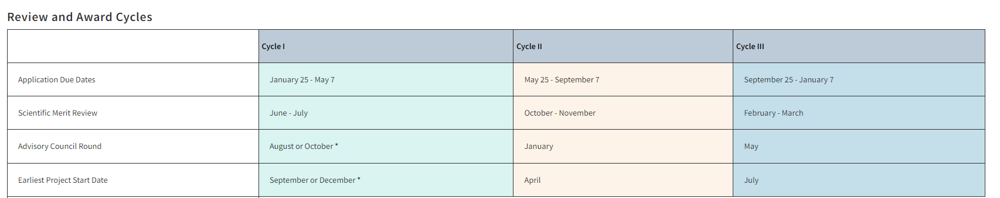 Review and Award Cycles
Cycle I Cycle II Cycle III
Application Due Dates January 25 - May 7 May 25 - September 7 September 25 - January 7
Scientific Merit Review June - July October - November February - March
Advisory Council Round August or October * January May
Earliest Project Start Date September or December * April July